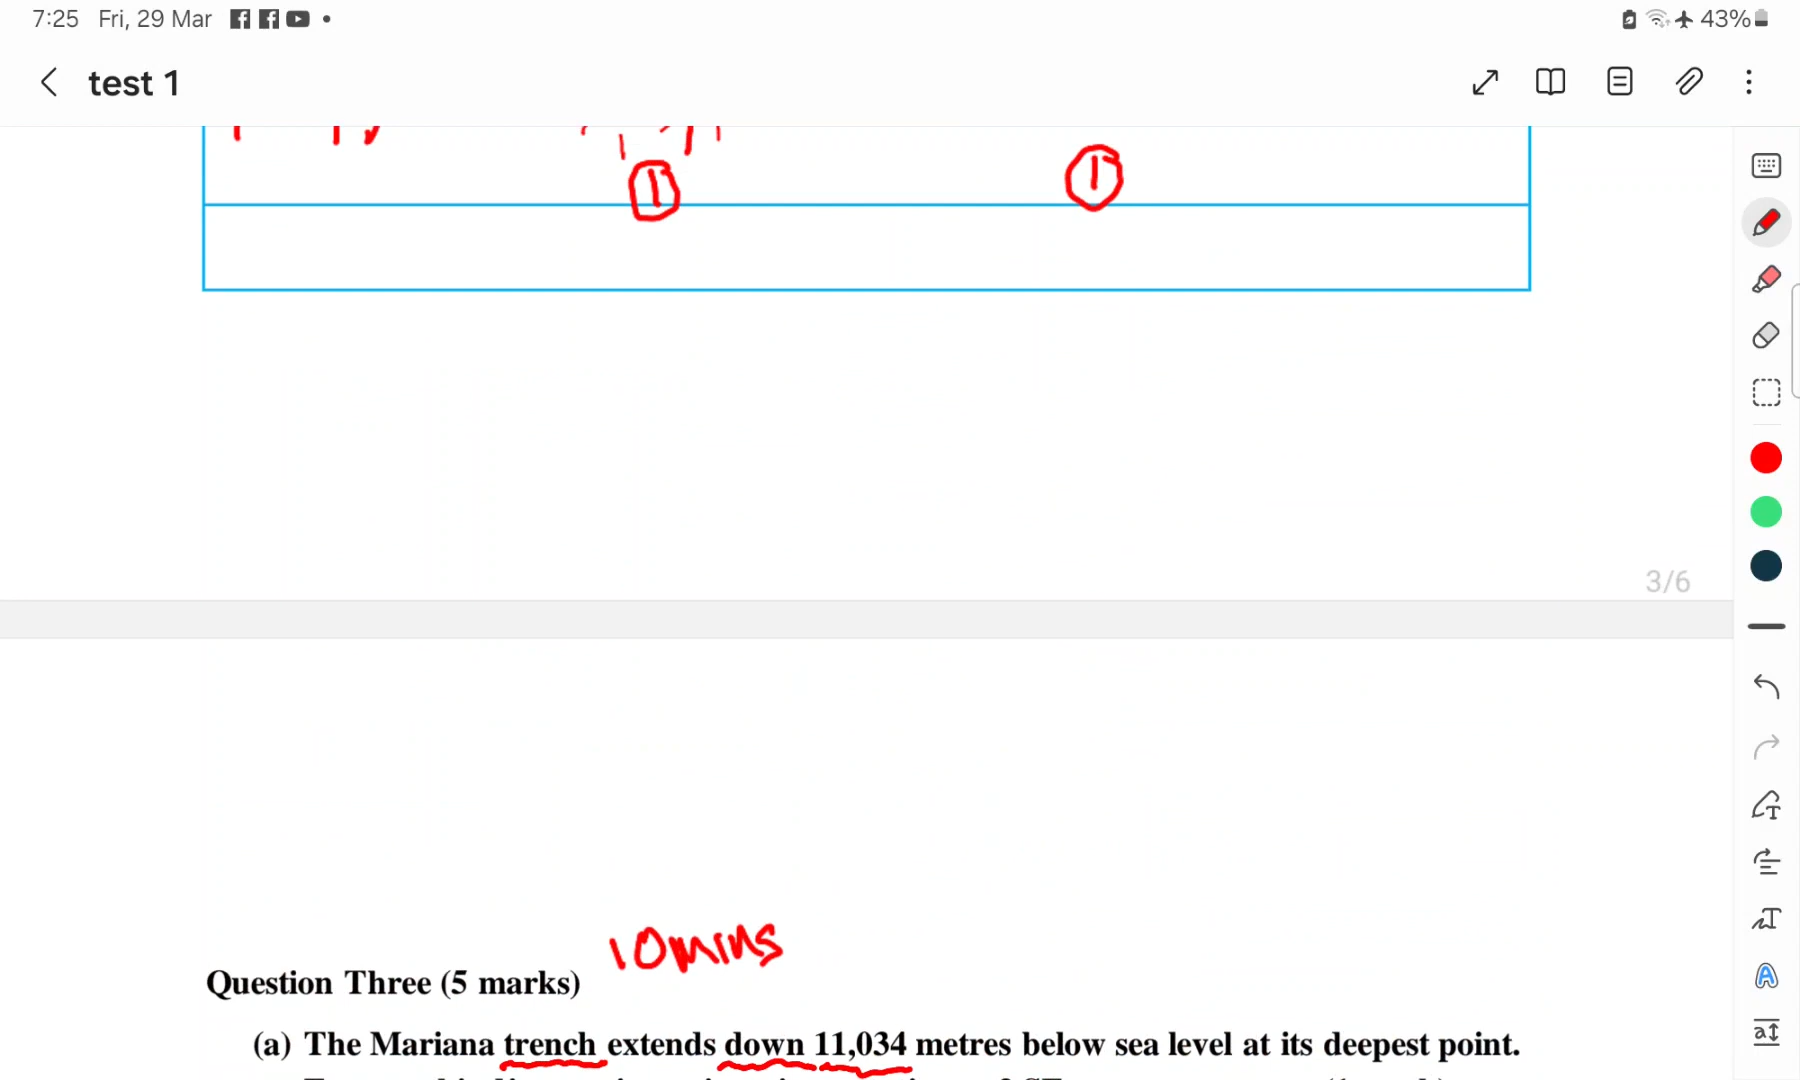 7:25 Fri, 29 Mar
43%
test 1
1 1
3/6
10mins
Question Three (5 marks)
(a) The Mariana trench extends down 11,034 metres below sea level at its deepest point.